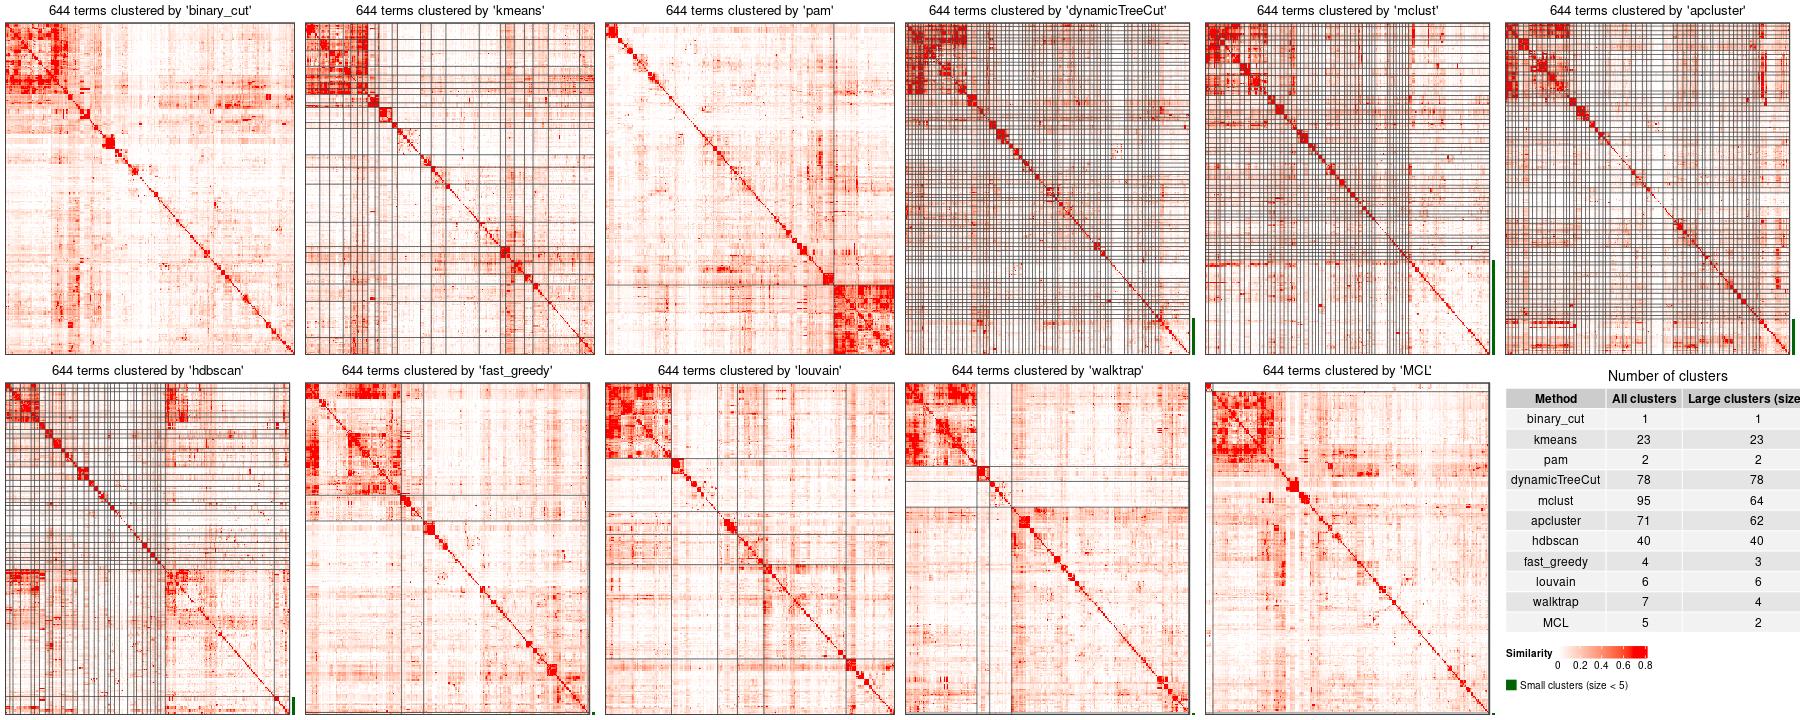 644 terms clustered by 'binary_cut'
644 terms clustered by 'kmeans'
644 terms clustered by 'pam'
644 terms clustered by 'dynamicTreeCut'
644 terms clustered by 'mclust'
644 terms clustered by 'apcluster'
644 terms clustered by 'hdbscan'
644 terms clustered by 'fast_greedy'
644 terms clustered by 'louvain'
644 terms clustered by 'walktrap'
644 terms clustered by 'MCL'
Number of clusters
Method All clusters Large clusters (size
binary_cut 1 1
kmeans 23 23
pam 2 2
dynamicTreeCut 78 78
mclust 95 64
apcluster 71 62
hdbscan 40 40
fast_greedy 4 3
louvain 6 6
walktrap 7 4
MCL 5 2
Similarity
0 0.2 0.4 0.6 0.8
Small clusters (size < 5)